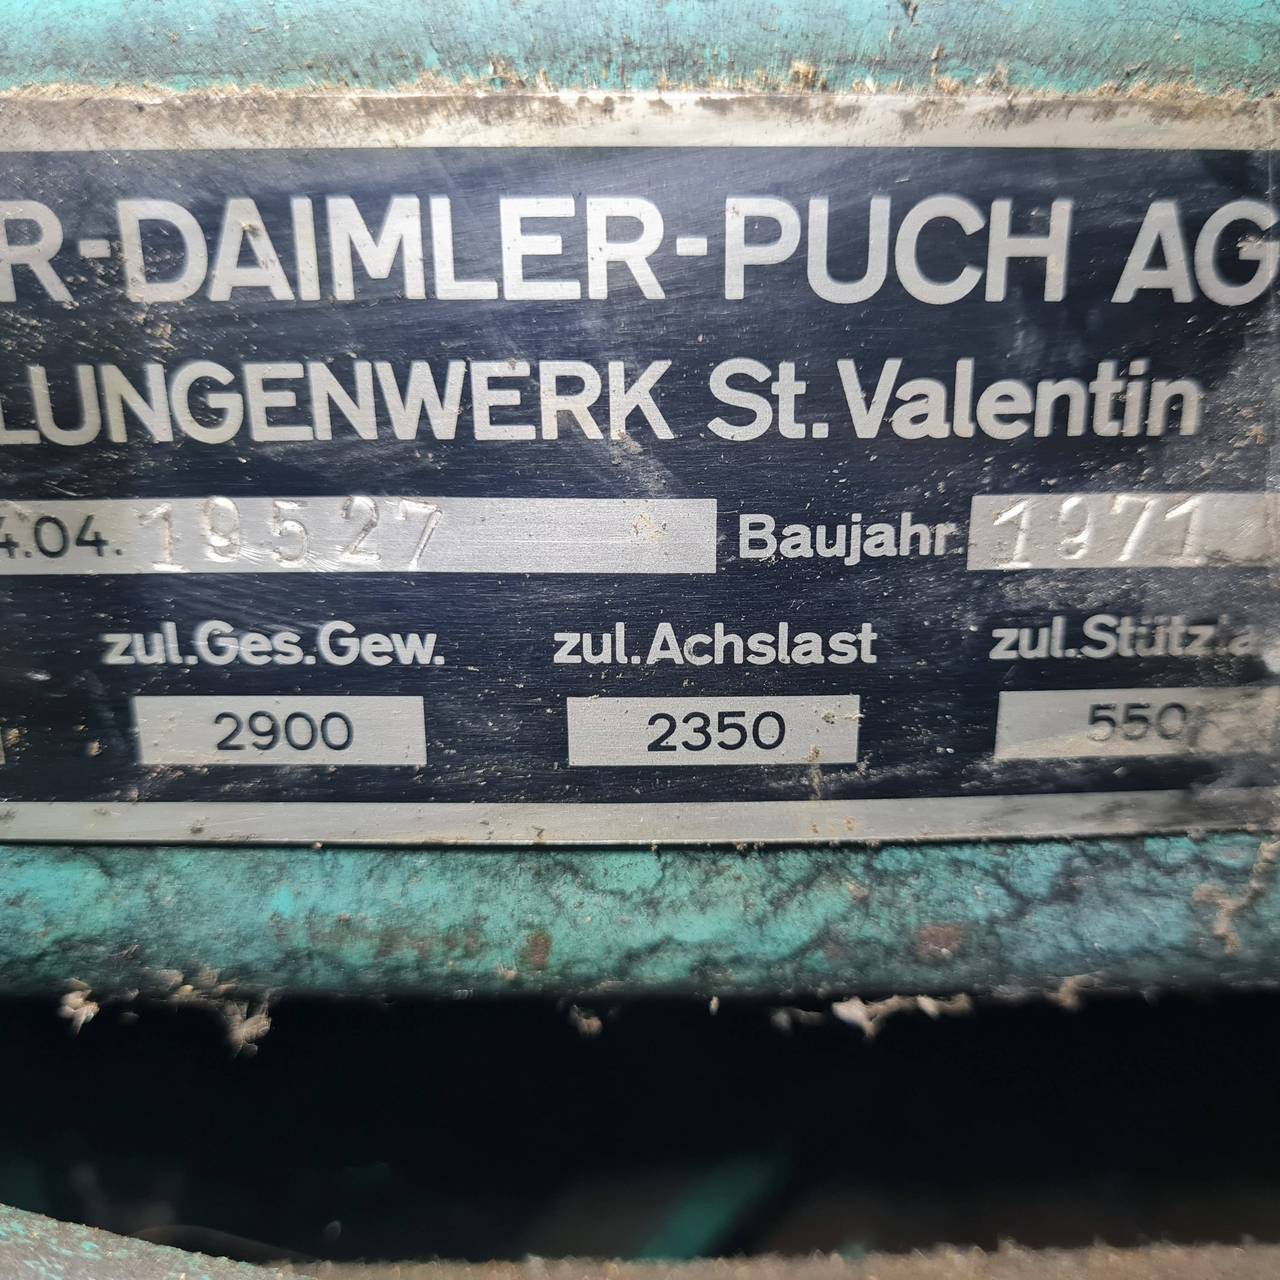 R-DAIMLER-PUCH AG
LUNGENWERK St. Valentin
4.04. 19527 Baujahr 1971
zul.Ges.Gew. zul.Achslast zul.Stützla
2900 2350 550